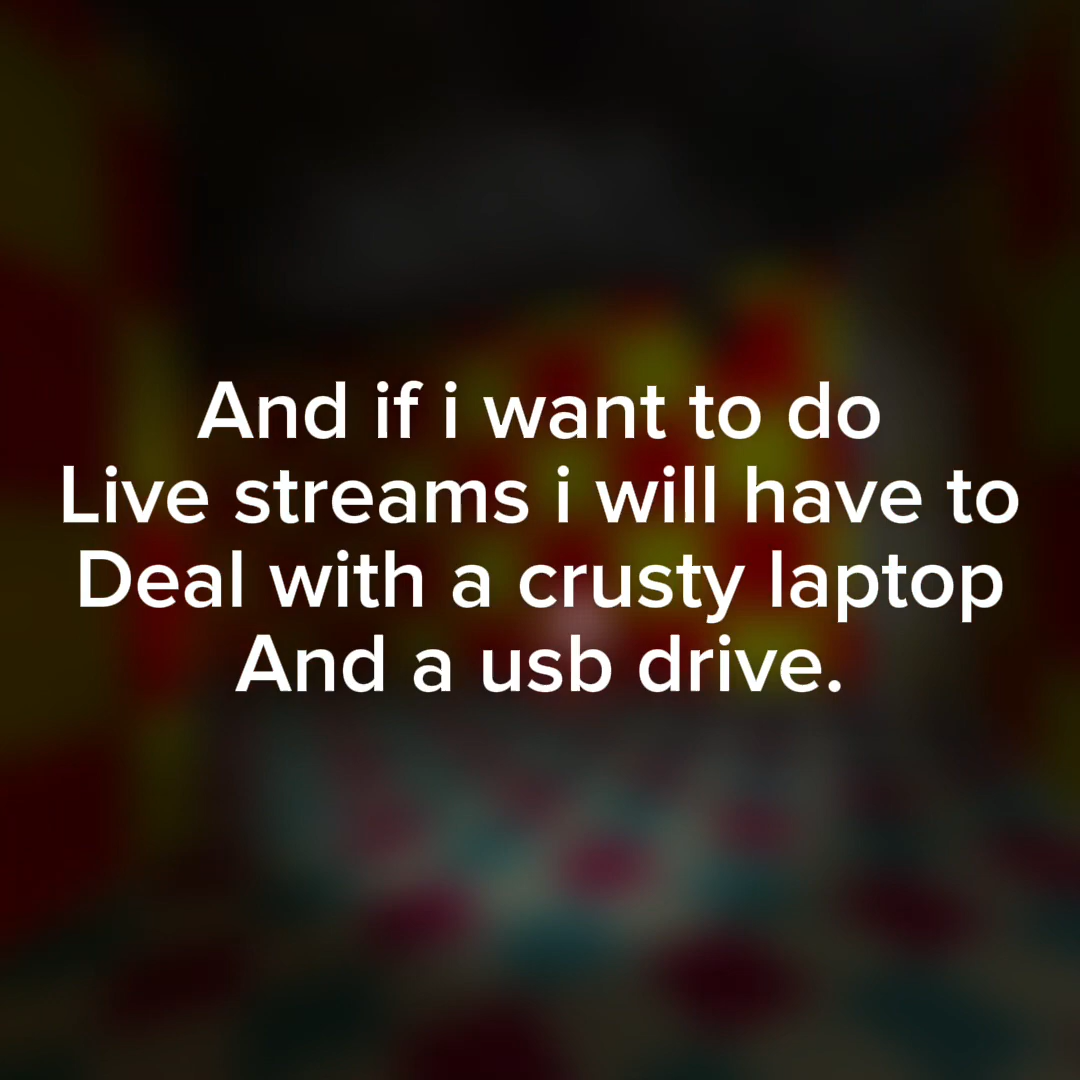 And if i want to do
Live streams i will have to
Deal with a crusty laptop
And a usb drive.